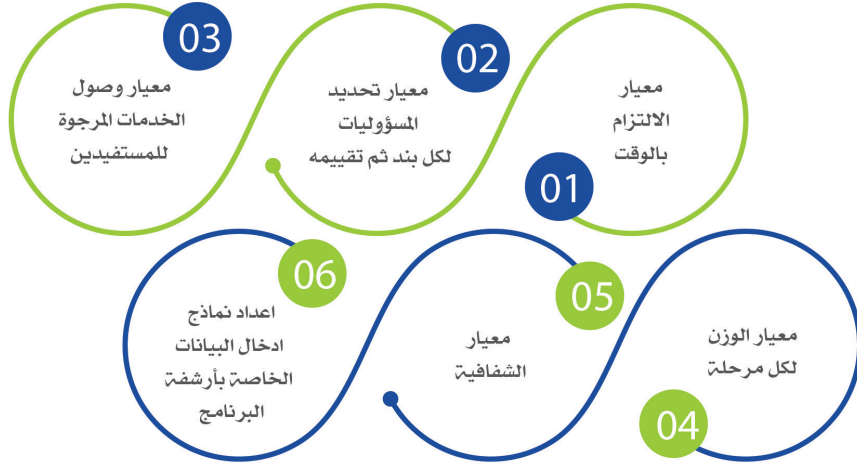 01
معيار
الالتزام
بالوقت
02
معيار تحديد
المسؤوليات
لكل بند ثم تقييمه
03
معيار وصول
الخدمات المرجوة
للمستفيدين
04
معيار الوزن
لكل مرحلة
05
معيار
الشفافية
06
اعداد نماذج
ادخال البيانات
الخاصة بأرشفة
البرنامج